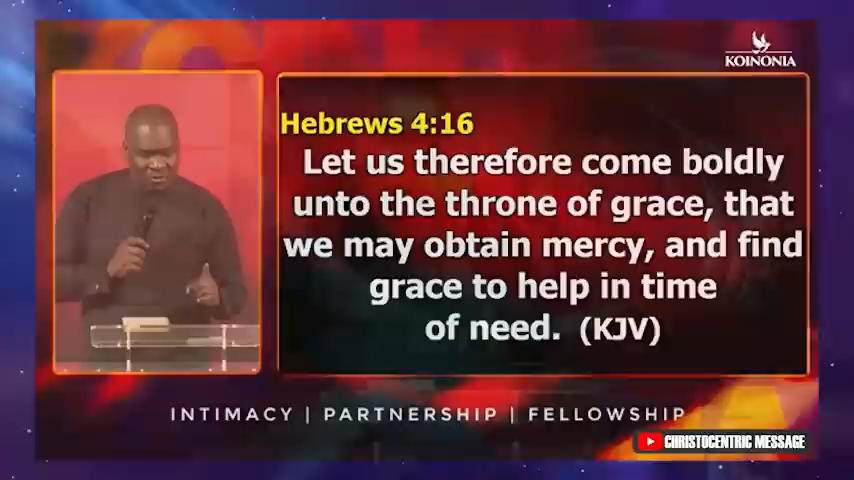 KOINONIA
Hebrews 4:16
Let us therefore come boldly
unto the throne of grace, that
we may obtain mercy, and find
grace to help in time
of need. (KJV)
INTIMACY | PARTNERSHIP | FELLOWSHIP
CHRISTOCENTRIC MESSAGE